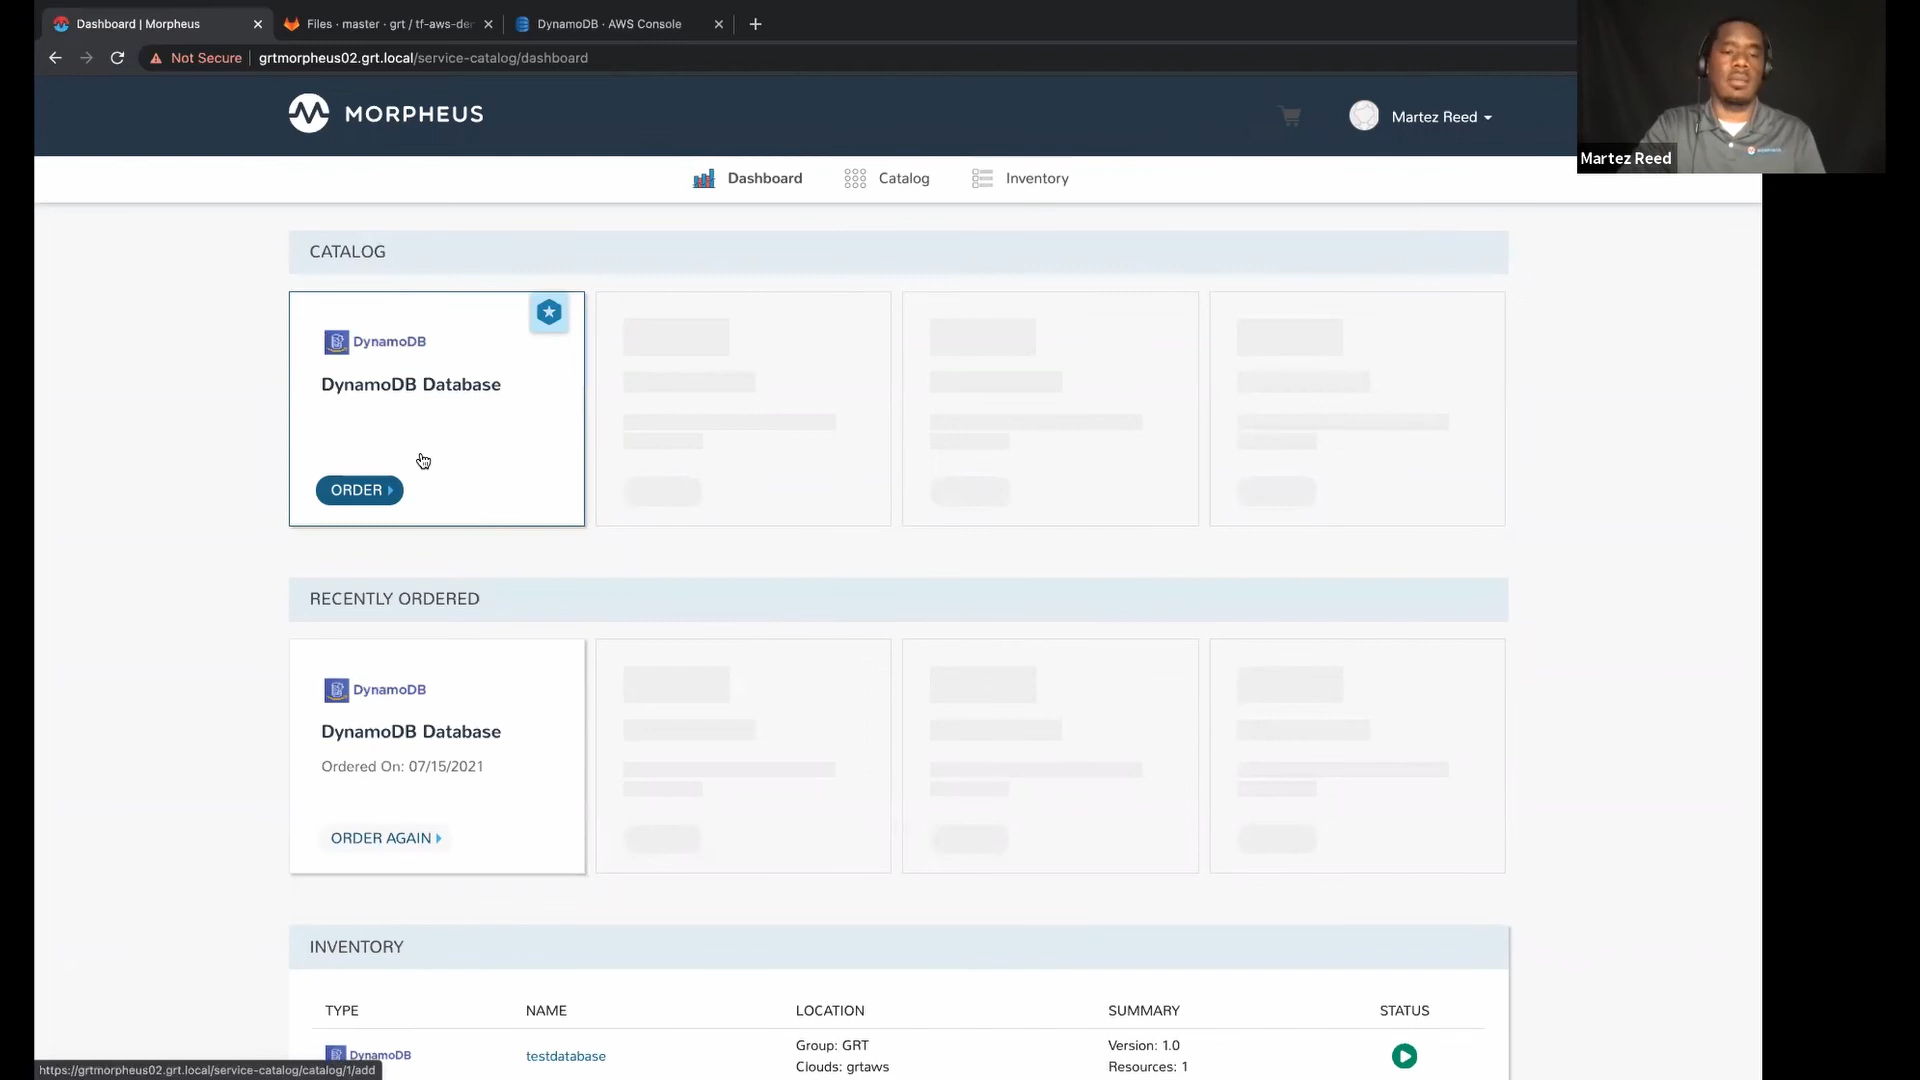 Dashboard | Morpheus
Files · master · grt / tf-aws-der
DynamoDB · AWS Console
Not Secure
grtmorpheus02.grt.local/service-catalog/dashboard
MORPHEUS
Martez Reed
Martez Reed
Dashboard
Catalog
Inventory
CATALOG
DynamoDB
DynamoDB Database
ORDER
RECENTLY ORDERED
DynamoDB
DynamoDB Database
Ordered On: 07/15/2021
ORDER AGAIN
INVENTORY
TYPE NAME LOCATION SUMMARY STATUS
DynamoDB testdatabase Group: GRT Version: 1.0
Clouds: grtaws Resources: 1
https://grtmorpheus02.grt.local/service-catalog/catalog/1/add